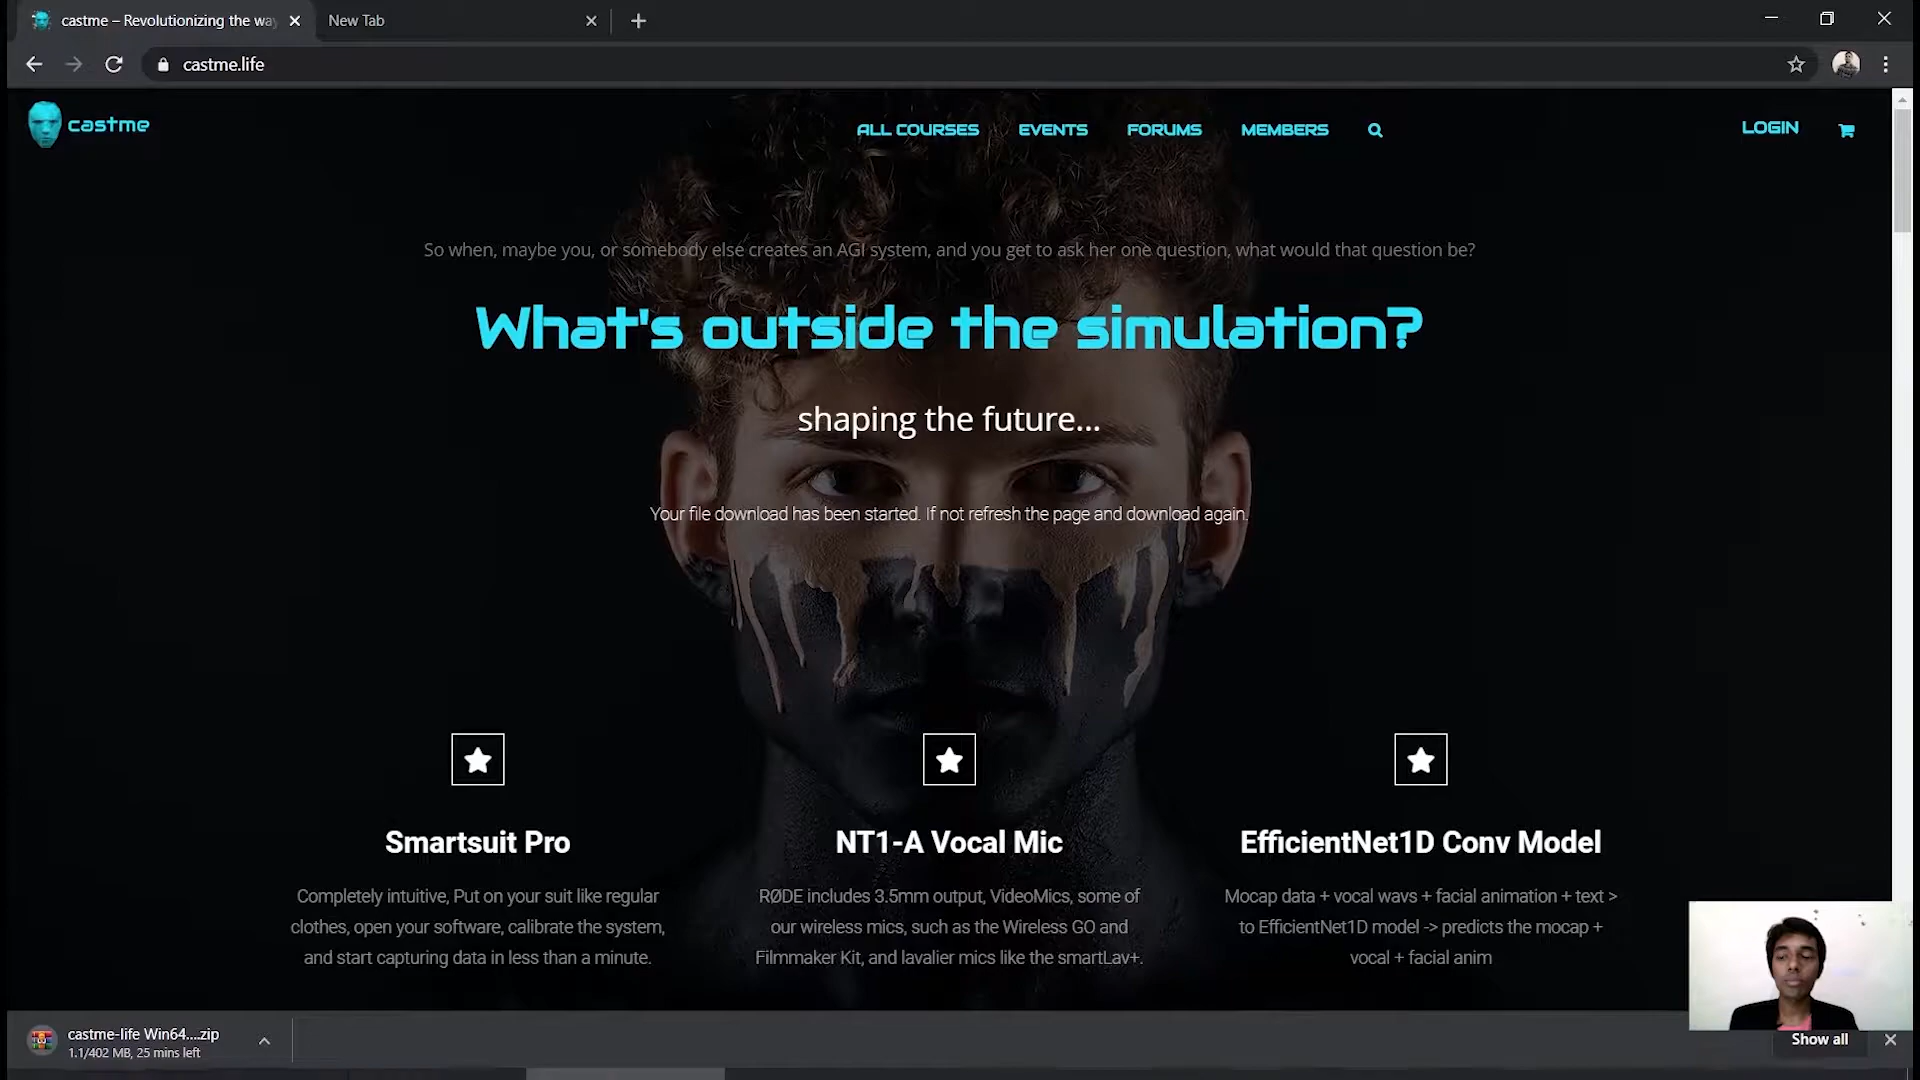 castme – Revolutionizing the way
New Tab
castme.life
castme
ALL COURSES
EVENTS
FORUMS
MEMBERS
LOGIN
So when, maybe you, or somebody else creates an AGI system, and you get to ask her one question, what would that question be?
What's outside the simulation?
shaping the future...
Your file download has been started. If not refresh the page and download again.
Smartsuit Pro
Completely intuitive, Put on your suit like regular
clothes, open your software, calibrate the system,
and start capturing data in less than a minute.
NT1-A Vocal Mic
RØDE includes 3.5mm output, VideoMics, some of
our wireless mics, such as the Wireless GO and
Filmmaker Kit, and lavalier mics like the smartLav+.
EfficientNet1D Conv Model
Mocap data + vocal wavs + facial animation + text >
to EfficientNet1D model -> predicts the mocap +
vocal + facial anim
castme-life Win64....zip
1.1/402 MB, 25 mins left
Show all